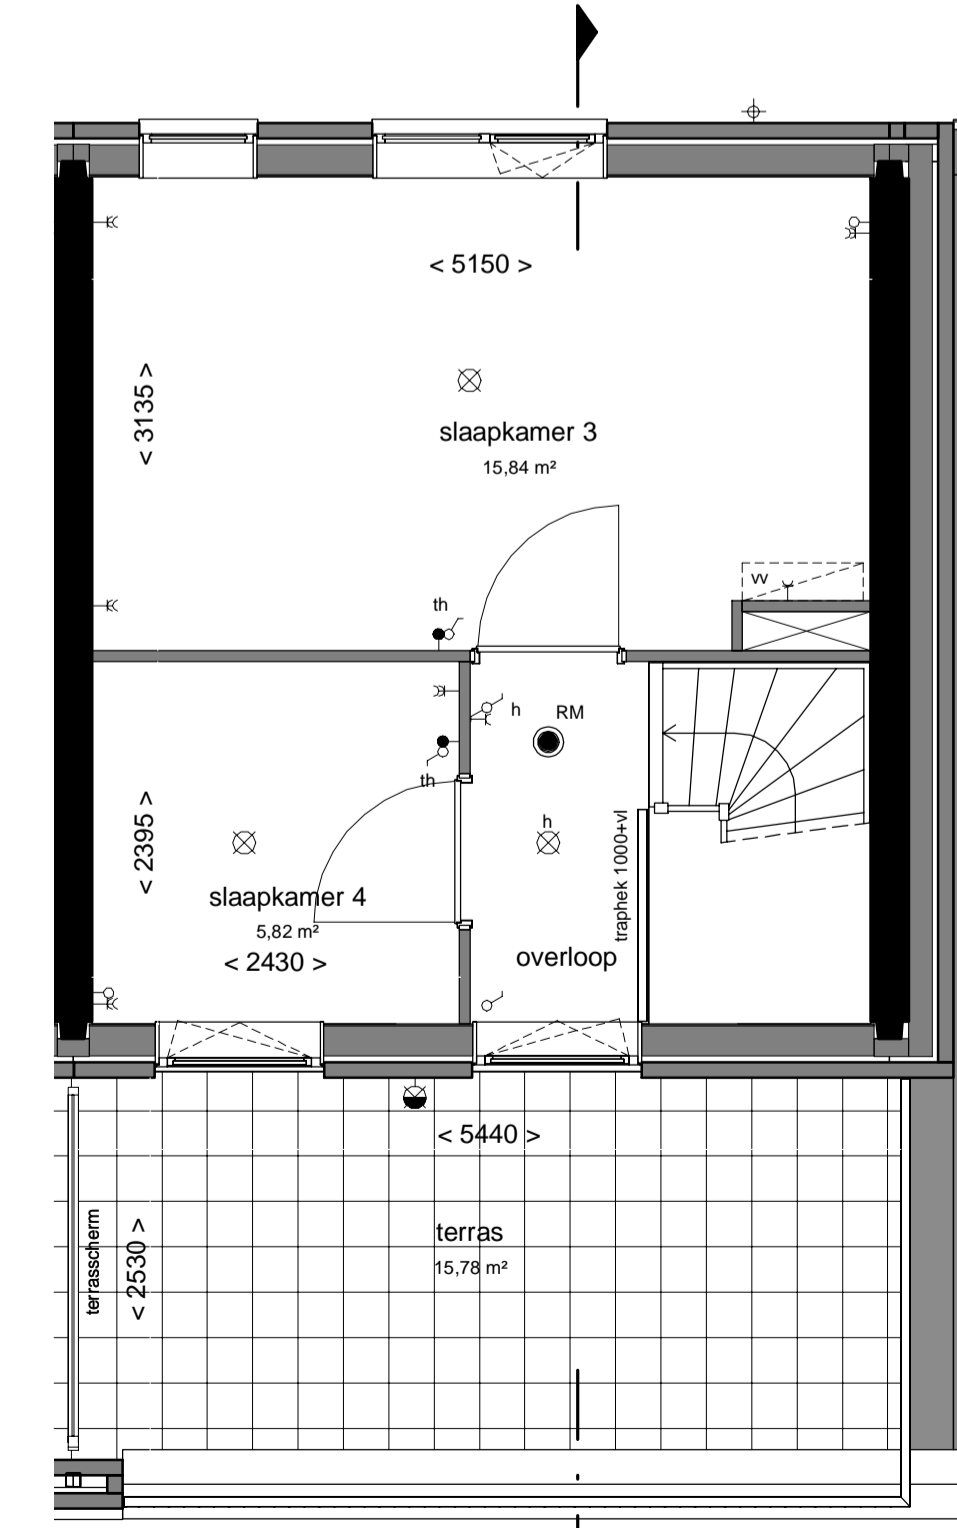 < 5150 >
< 3135 >
slaapkamer 3
15,84 m²
vv
th
h
RM
th
h
< 2395 >
traphek 1000+vl
slaapkamer 4
5,82 m²
< 2430 >
overloop
< 5440 >
terras
15,78 m²
terrasscherm
< 2530 >